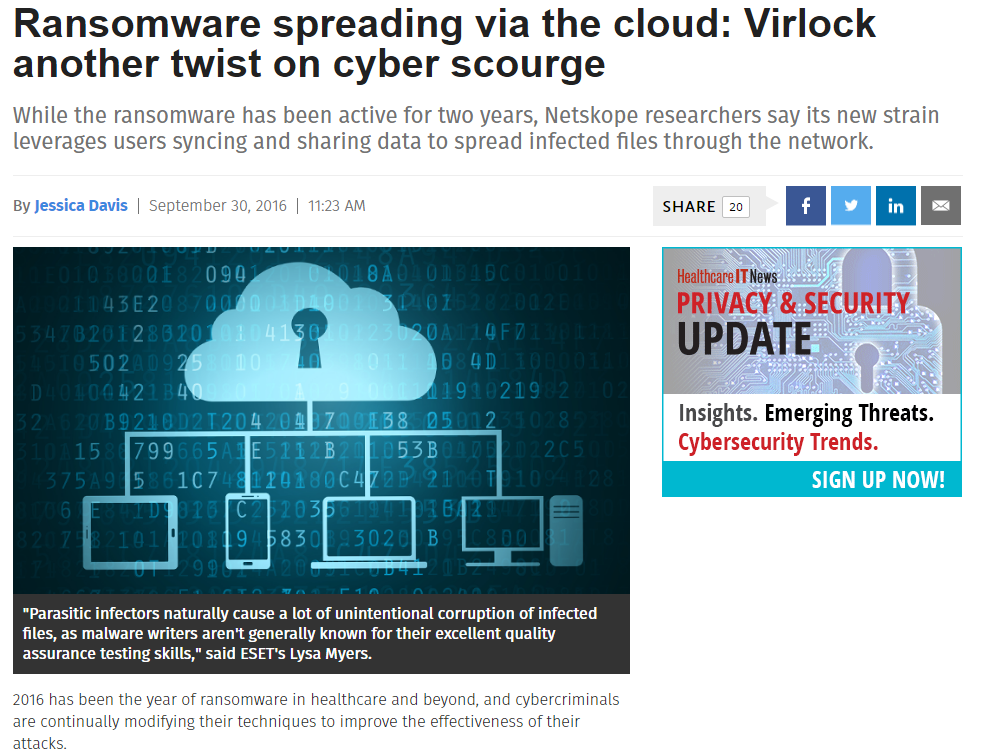 Ransomware spreading via the cloud: Virlock
another twist on cyber scourge
While the ransomware has been active for two years, Netskope researchers say its new strain
leverages users syncing and sharing data to spread infected files through the network.
By Jessica Davis | September 30, 2016 | 11:23 AM
SHARE 20
"Parasitic infectors naturally cause a lot of unintentional corruption of infected
files, as malware writers aren't generally known for their excellent quality
assurance testing skills," said ESET's Lysa Myers.
2016 has been the year of ransomware in healthcare and beyond, and cybercriminals
are continually modifying their techniques to improve the effectiveness of their
attacks.
Healthcare IT News
PRIVACY & SECURITY
UPDATE.
Insights. Emerging Threats.
Cybersecurity Trends.
SIGN UP NOW!